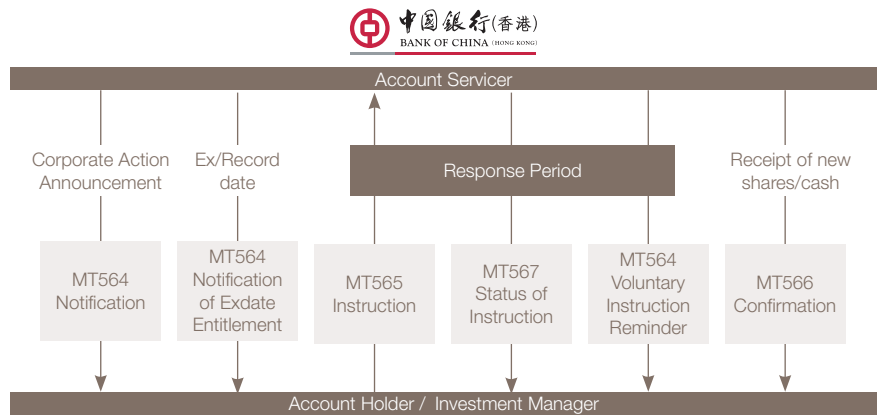 中國銀行(香港)
BANK OF CHINA (HONG KONG)
Account Servicer
Corporate Action
Announcement
Ex/Record
date
Response Period
Receipt of new
shares/cash
MT564
Notification
MT564
Notification
of Exdate
Entitlement
MT565
Instruction
MT567
Status of
Instruction
MT564
Voluntary
Instruction
Reminder
MT566
Confirmation
Account Holder / Investment Manager